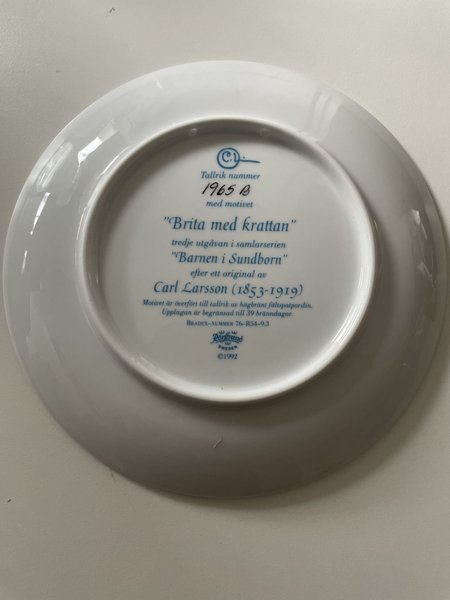 C.L.
Tallrik nummer
1965 B
med motivet
"Brita med krattan"
tredje utgåvan i samlarserien
"Barnen i Sundborn"
efter ett original av
Carl Larsson (1853-1919)
Motivet är överfört till tallrik av högbränt fältspatporslin.
Upplagan är begränsad till 39 bränndagar.
Bradex-nummer 76-R54-9.3
Rörstrand
SWEDEN
©1992